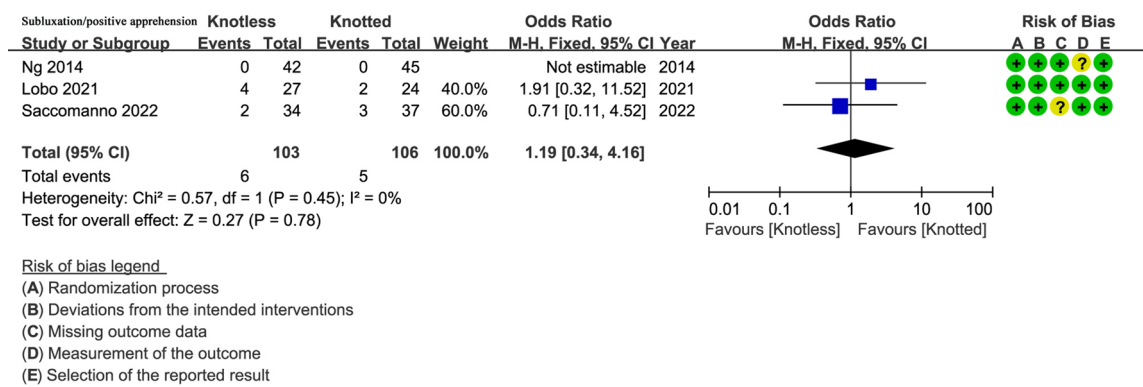 Subluxation/positive apprehension Knotless Knotted Odds Ratio Odds Ratio Risk of Bias
Study or Subgroup Events Total Events Total Weight M-H, Fixed, 95% CI Year M-H, Fixed, 95% CI A B C D E
Ng 2014 0 42 0 45 Not estimable 2014 + + + ? +
Lobo 2021 4 27 2 24 40.0% 1.91 [0.32, 11.52] 2021 + + + + +
Saccomanno 2022 2 34 3 37 60.0% 0.71 [0.11, 4.52] 2022 + + ? + +
Total (95% CI) 103 106 100.0% 1.19 [0.34, 4.16]
Total events 6 5
Heterogeneity: Chi² = 0.57, df = 1 (P = 0.45); I² = 0%
Test for overall effect: Z = 0.27 (P = 0.78)
0.01 0.1 1 10 100
Favours [Knotless] Favours [Knotted]
Risk of bias legend
(A) Randomization process
(B) Deviations from the intended interventions
(C) Missing outcome data
(D) Measurement of the outcome
(E) Selection of the reported result